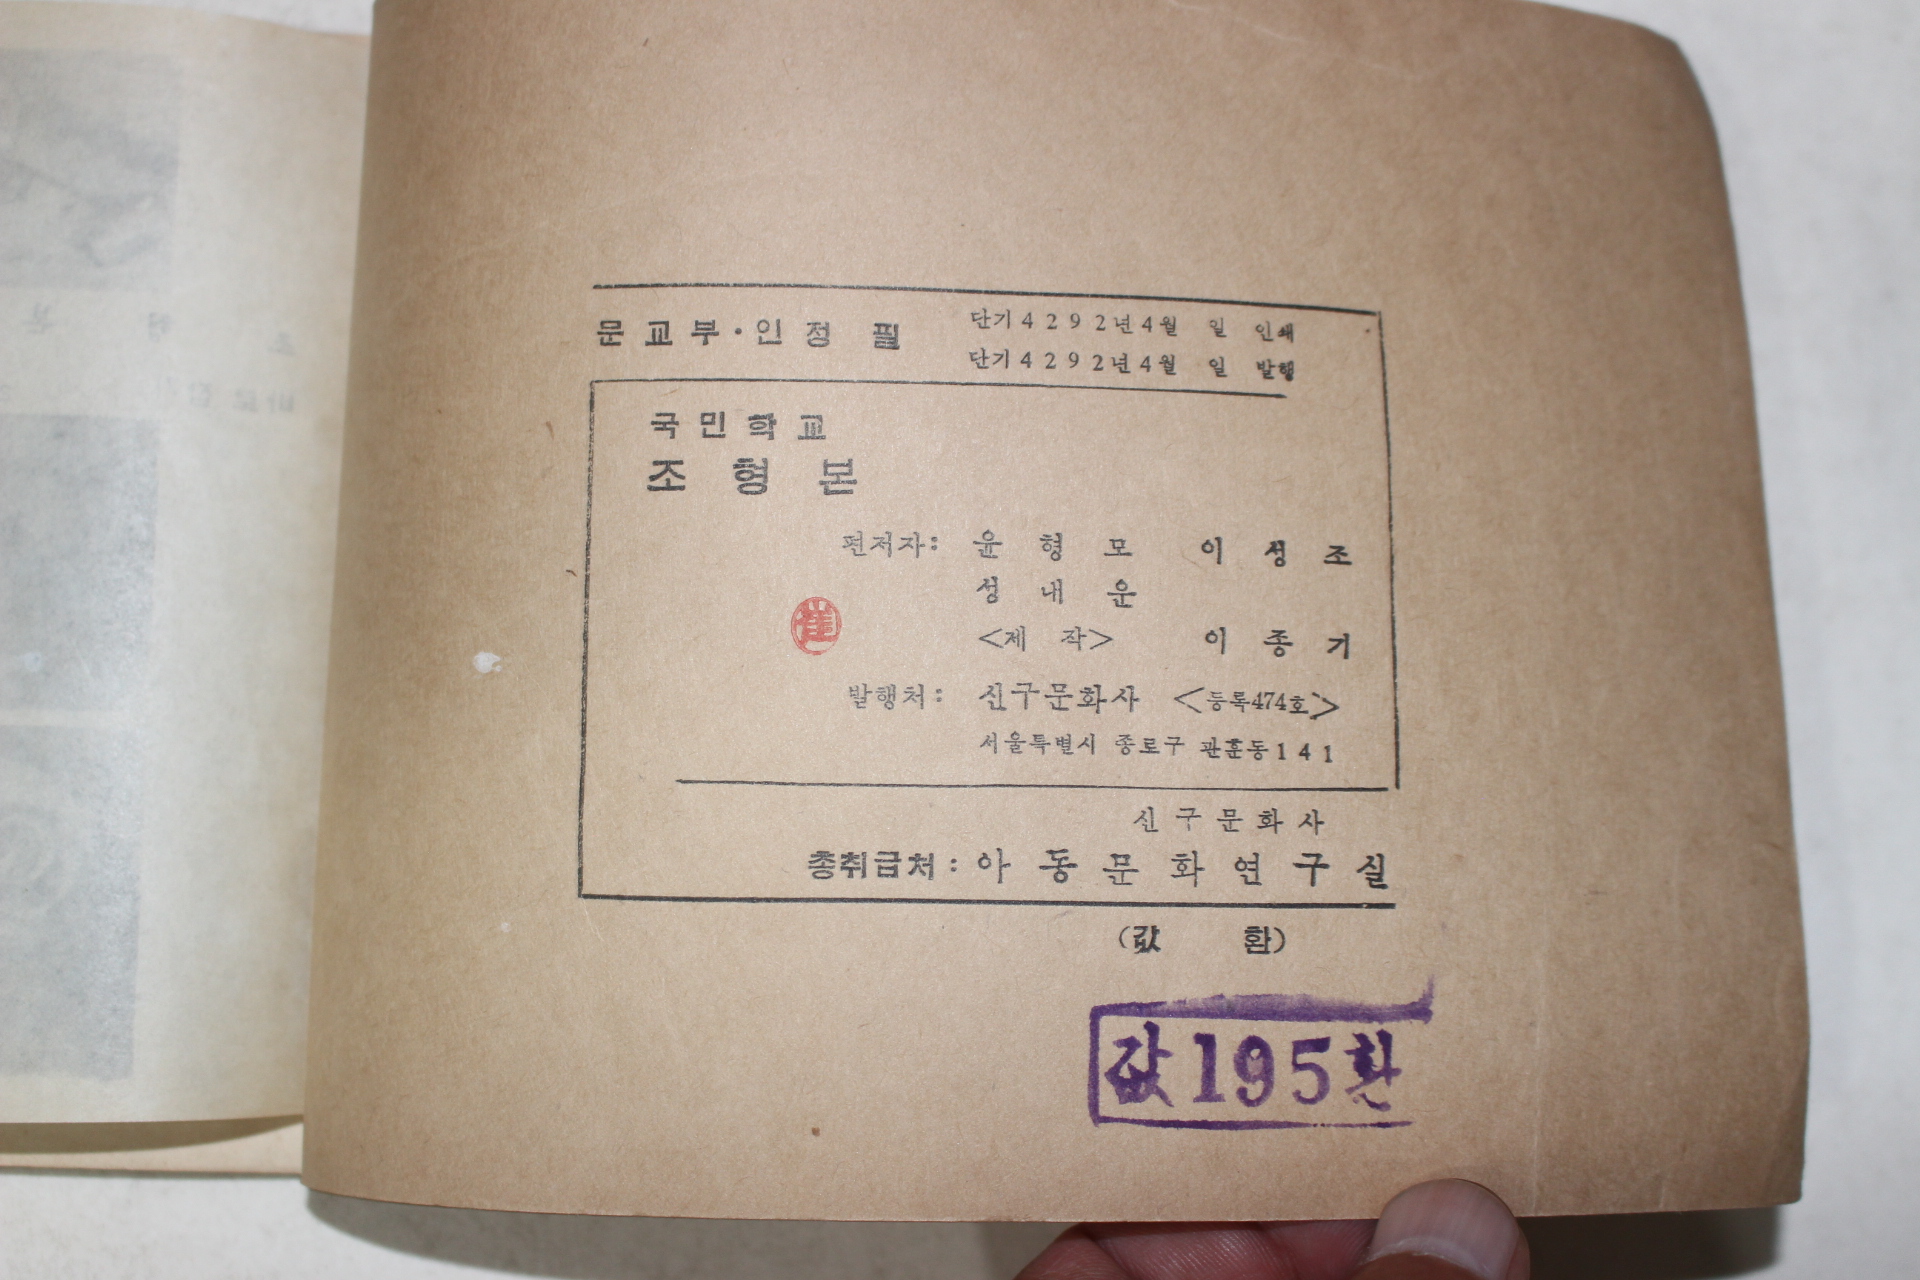 문교부·인정 필
단기 4292년 4월 일 인쇄
단기 4292년 4월 일 발행
국민학교
조형본
편저자: 윤형모 이성조
성내운
<제 작> 이종기
崔
발행처: 신구문화사 <등록474호>
서울특별시 종로구 관훈동 141
신구문화사
총취급처: 아동문화연구실
(값 환)
값 195환